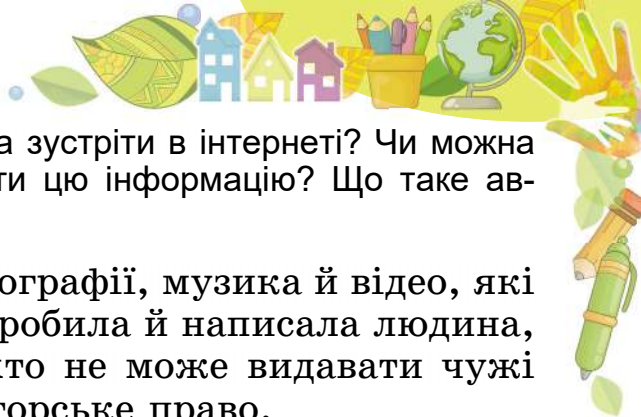 а зустріти в інтернеті? Чи можна
ти цю інформацію? Що таке ав-
ографії, музика й відео, які
робила й написала людина,
то не може видавати чужі
торське право.